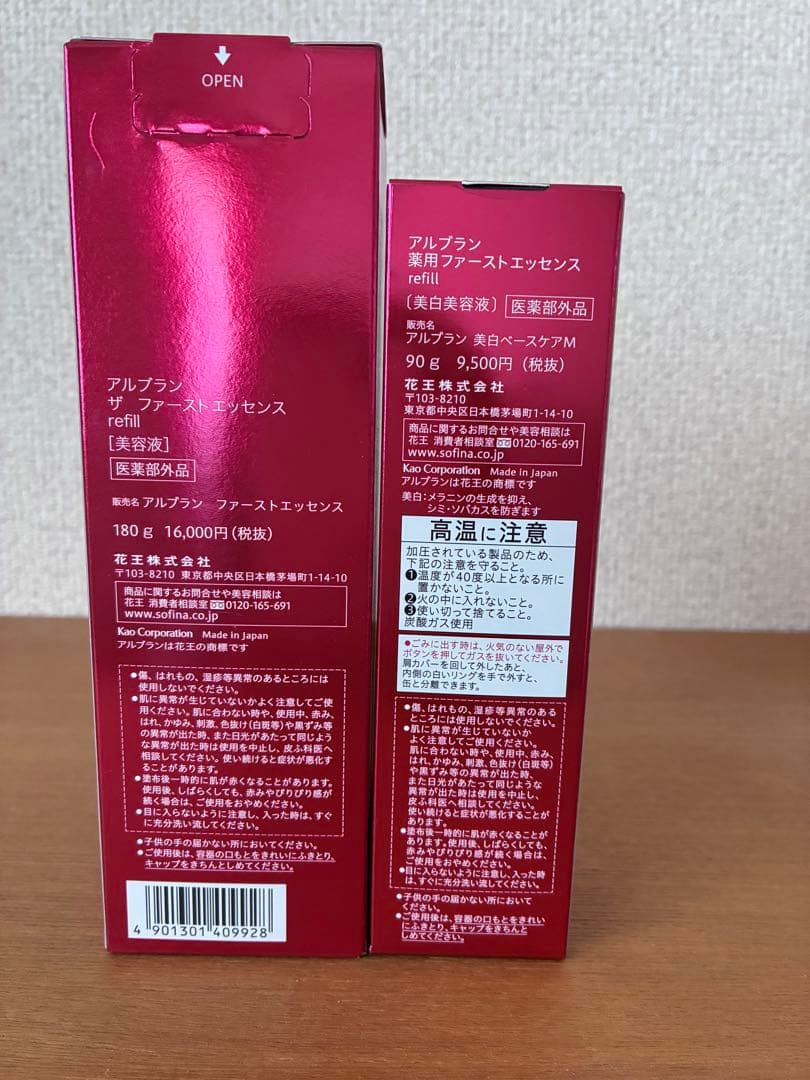 OPEN
アルブラン
ザ ファーストエッセンス
refill
[美容液]
医薬部外品
販売名 アルブラン ファーストエッセンス
180g 16,000円(税抜)
花王株式会社
〒103-8210 東京都中央区日本橋茅場町1-14-10
商品に関するお問合せや美容相談は
花王 消費者相談室 0120-165-691
www.sofina.co.jp
Kao Corporation Made in Japan
アルブランは花王の商標です
●傷、はれもの、湿疹等異常のあるところには
使用しないでください。
●肌に異常が生じていないかよく注意してご使
用ください。肌に合わない時や、使用中、赤み、
はれ、かゆみ、刺激、色抜け(白斑等)や黒ずみ等
の異常が出た時、また日光があたって同じよう
な異常が出た時は使用を中止し、皮ふ科医へ
相談してください。使い続けると症状が悪化す
ることがあります。
●塗布後一時的に肌が赤くなることがあります。
使用後、しばらくしても、赤みやぴりぴり感が
続く場合は、ご使用をおやめください。
●目に入らないように注意し、入った時は、すぐ
に充分洗い流してください。
●子供の手の届かない所においてください。
●ご使用後は、容器の口もとをきれいにふきとり、
キャップをきちんとしめてください。
4 901301 409928
アルブラン
薬用ファーストエッセンス
refill
〔美白美容液〕 医薬部外品
販売名
アルブラン 美白ベースケアM
90g 9,500円(税抜)
花王株式会社
〒103-8210
東京都中央区日本橋茅場町1-14-10
商品に関するお問合せや美容相談は
花王 消費者相談室 0120-165-691
www.sofina.co.jp
Kao Corporation Made in Japan
アルブランは花王の商標です
美白:メラニンの生成を抑え、
シミ・ソバカスを防ぎます
高温に注意
加圧されている製品のため、
下記の注意を守ること。
❶温度が40度以上となる所に
置かないこと。
❷火の中に入れないこと。
❸使い切って捨てること。
炭酸ガス使用
●ごみに出す時は、火気のない屋外で
ボタンを押してガスを抜いてください。
肩カバーを回して外したあと、
内側の白いリングを手で外すと、
缶と分離できます。
●傷、はれもの、湿疹等異常のある
ところには使用しないでください。
●肌に異常が生じていないか
よく注意してご使用ください。
肌に合わない時や、使用中、赤み、
はれ、かゆみ、刺激、色抜け(白斑等)
や黒ずみ等の異常が出た時、
また日光があたって同じような
異常が出た時は使用を中止し、
皮ふ科医へ相談してください。
使い続けると症状が悪化することが
あります。
●塗布後一時的に肌が赤くなることが
あります。使用後、しばらくしても、
赤みやぴりぴり感が続く場合は、
ご使用をおやめください。
●目に入らないように注意し、入った時
は、すぐに充分洗い流してください。
●子供の手の届かない所においてく
ださい。
●ご使用後は、容器の口もとをきれい
にふきとり、キャップをきちんと
しめてください。